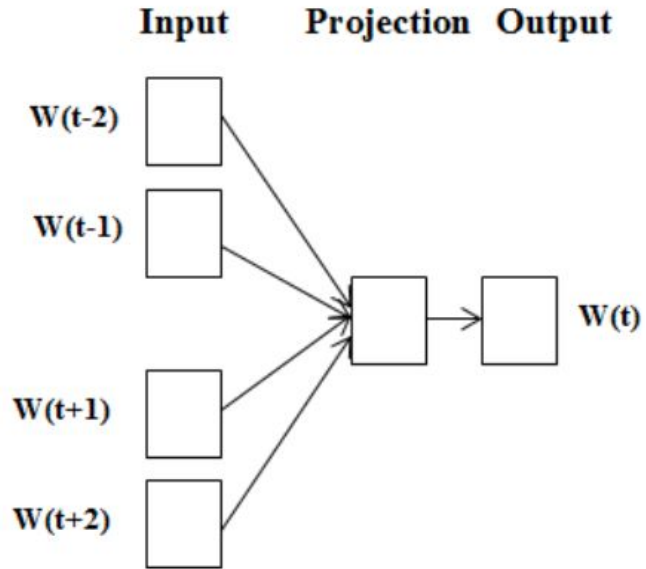 Input Projection Output
W(t-2)
W(t-1)
W(t)
W(t+1)
W(t+2)